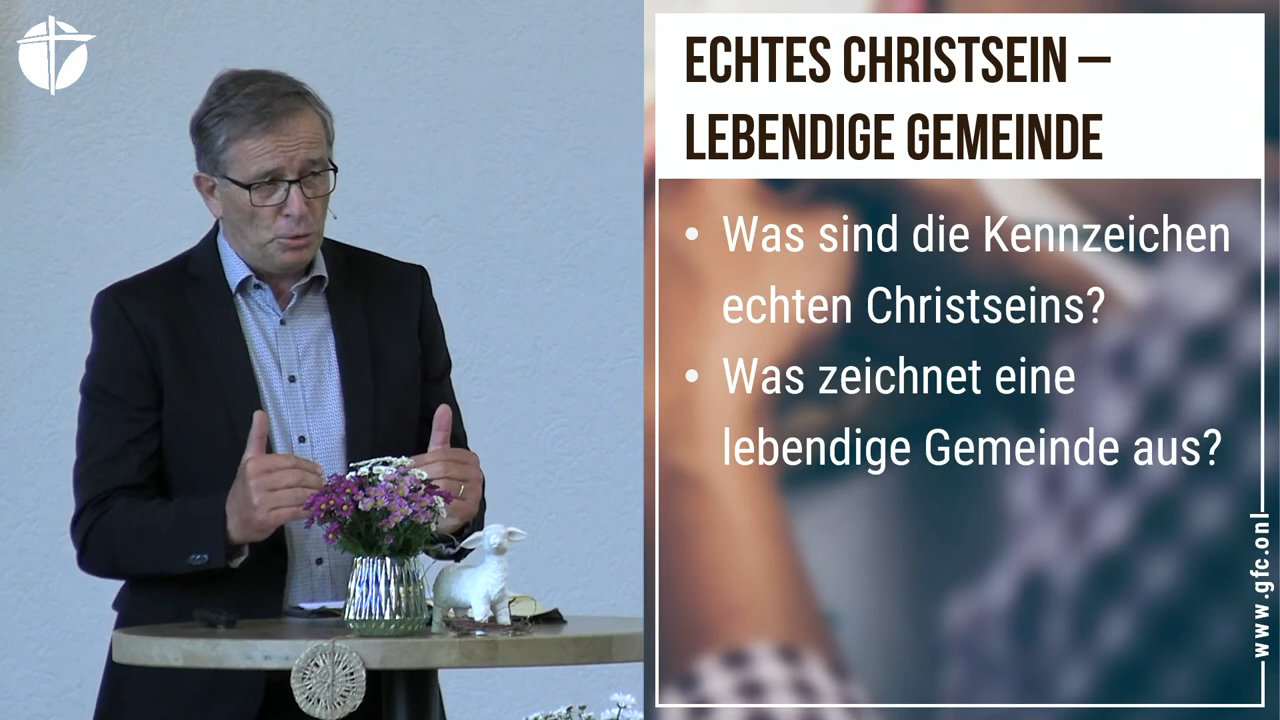 ECHTES CHRISTSEIN –
LEBENDIGE GEMEINDE
• Was sind die Kennzeichen
echten Christseins?
• Was zeichnet eine
lebendige Gemeinde aus?
www.gfc.onl